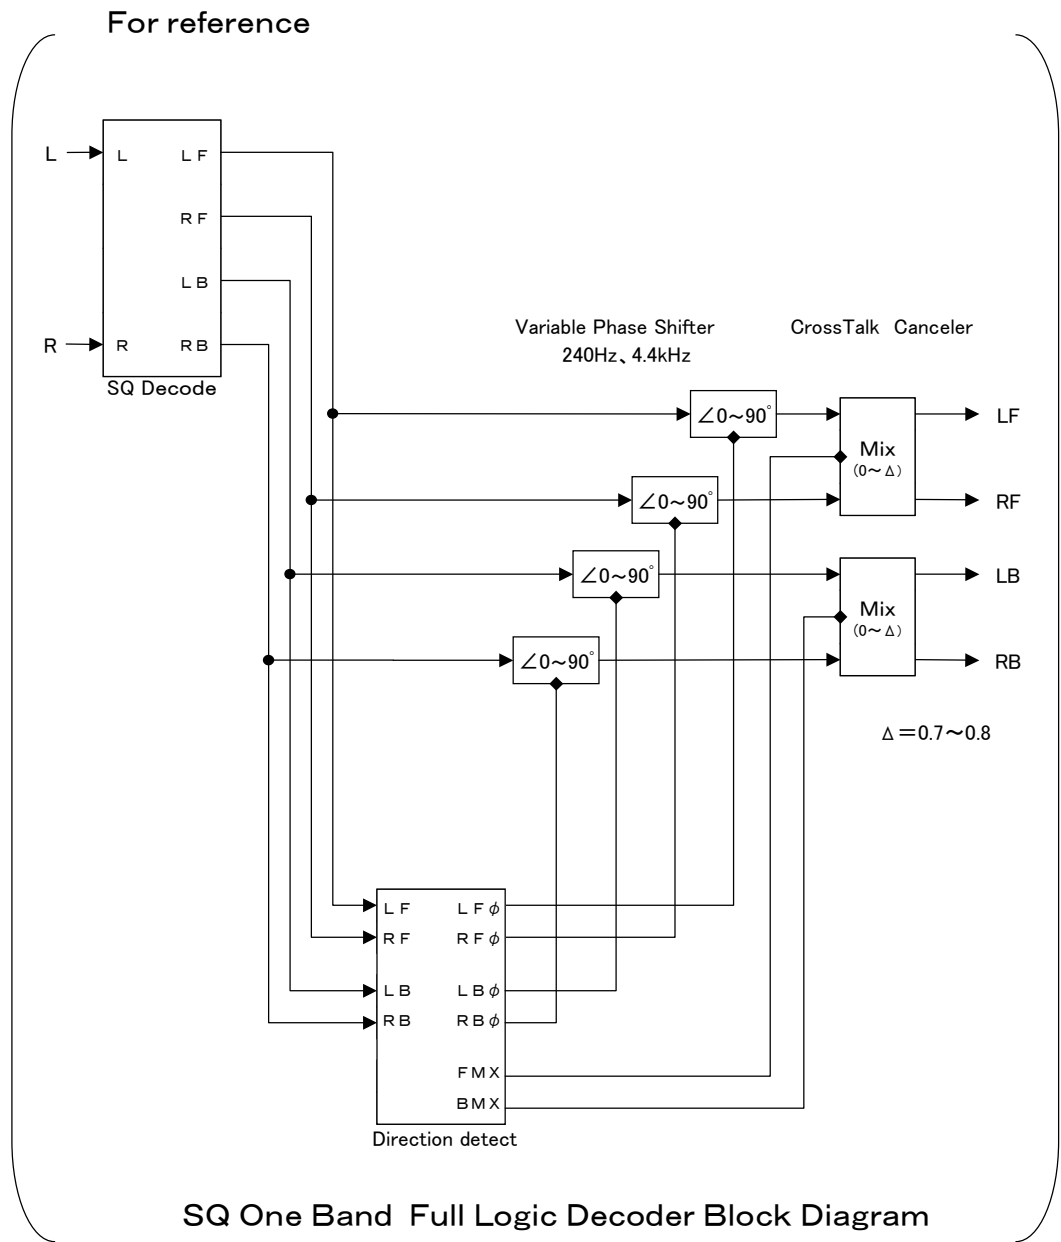 For reference
L
L
LF
RF
LB
R
R
RB
SQ Decode
Variable Phase Shifter
240Hz、4.4kHz
CrossTalk Canceler
∠0～90°
Mix
(0～Δ)
LF
∠0～90°
RF
∠0～90°
Mix
(0～Δ)
LB
∠0～90°
RB
Δ＝0.7～0.8
LF
LFφ
RF
RFφ
LB
LBφ
RB
RBφ
FMX
BMX
Direction detect
SQ One Band Full Logic Decoder Block Diagram